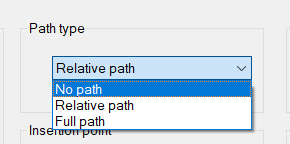 Path type
Relative path
No path
Relative path
Full path
Insertion point